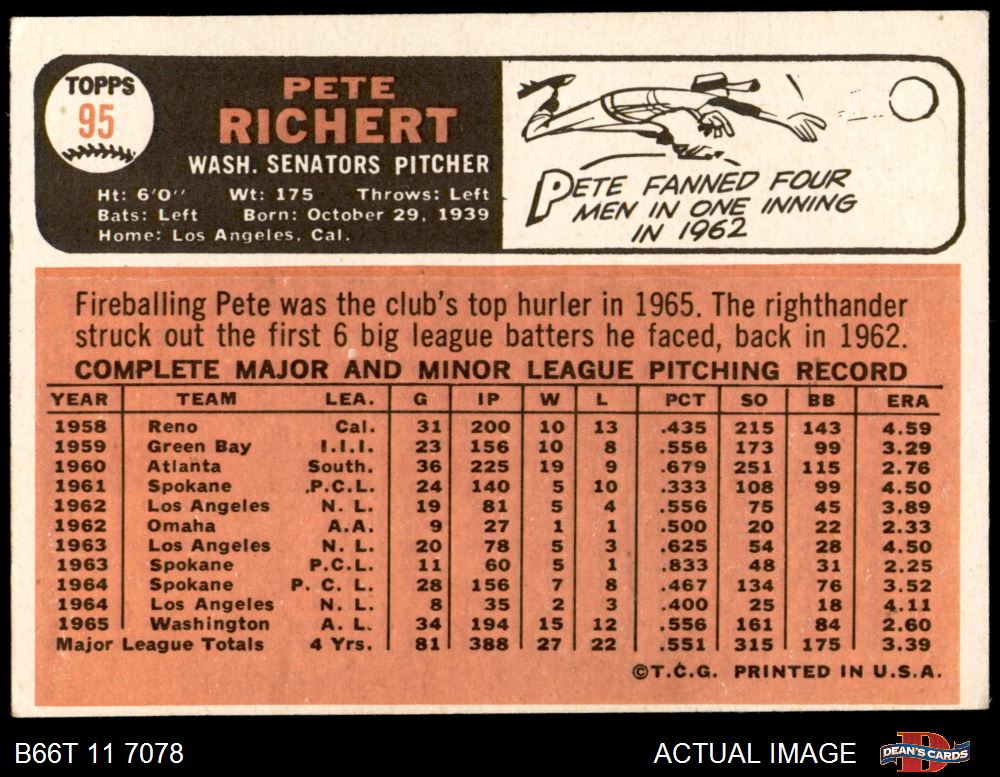 TOPPS
95
PETE
RICHERT
WASH. SENATORS PITCHER
Ht: 6'0" Wt: 175 Throws: Left
Bats: Left Born: October 29, 1939
Home: Los Angeles, Cal.
PETE FANNED FOUR
MEN IN ONE INNING
IN 1962
Fireballing Pete was the club's top hurler in 1965. The righthander
struck out the first 6 big league batters he faced, back in 1962.
COMPLETE MAJOR AND MINOR LEAGUE PITCHING RECORD
YEAR TEAM LEA. G IP W L PCT SO BB ERA
1958 Reno Cal. 31 200 10 13 .435 215 143 4.59
1959 Green Bay I.I.I. 23 156 10 8 .556 173 99 3.29
1960 Atlanta South. 36 225 19 9 .679 251 115 2.76
1961 Spokane P.C.L. 24 140 5 10 .333 108 99 4.50
1962 Los Angeles N. L. 19 81 5 4 .556 75 45 3.89
1962 Omaha A.A. 9 27 1 1 .500 20 22 2.33
1963 Los Angeles N. L. 20 78 5 3 .625 54 28 4.50
1963 Spokane P.C.L. 11 60 5 1 .833 48 31 2.25
1964 Spokane P. C. L. 28 156 7 8 .467 134 76 3.52
1964 Los Angeles N. L. 8 35 2 3 .400 25 18 4.11
1965 Washington A. L. 34 194 15 12 .556 161 84 2.60
Major League Totals 4 Yrs. 81 388 27 22 .551 315 175 3.39
©T.C.G. PRINTED IN U.S.A.
B66T 11 7078
ACTUAL IMAGE
DEAN'S CARDS